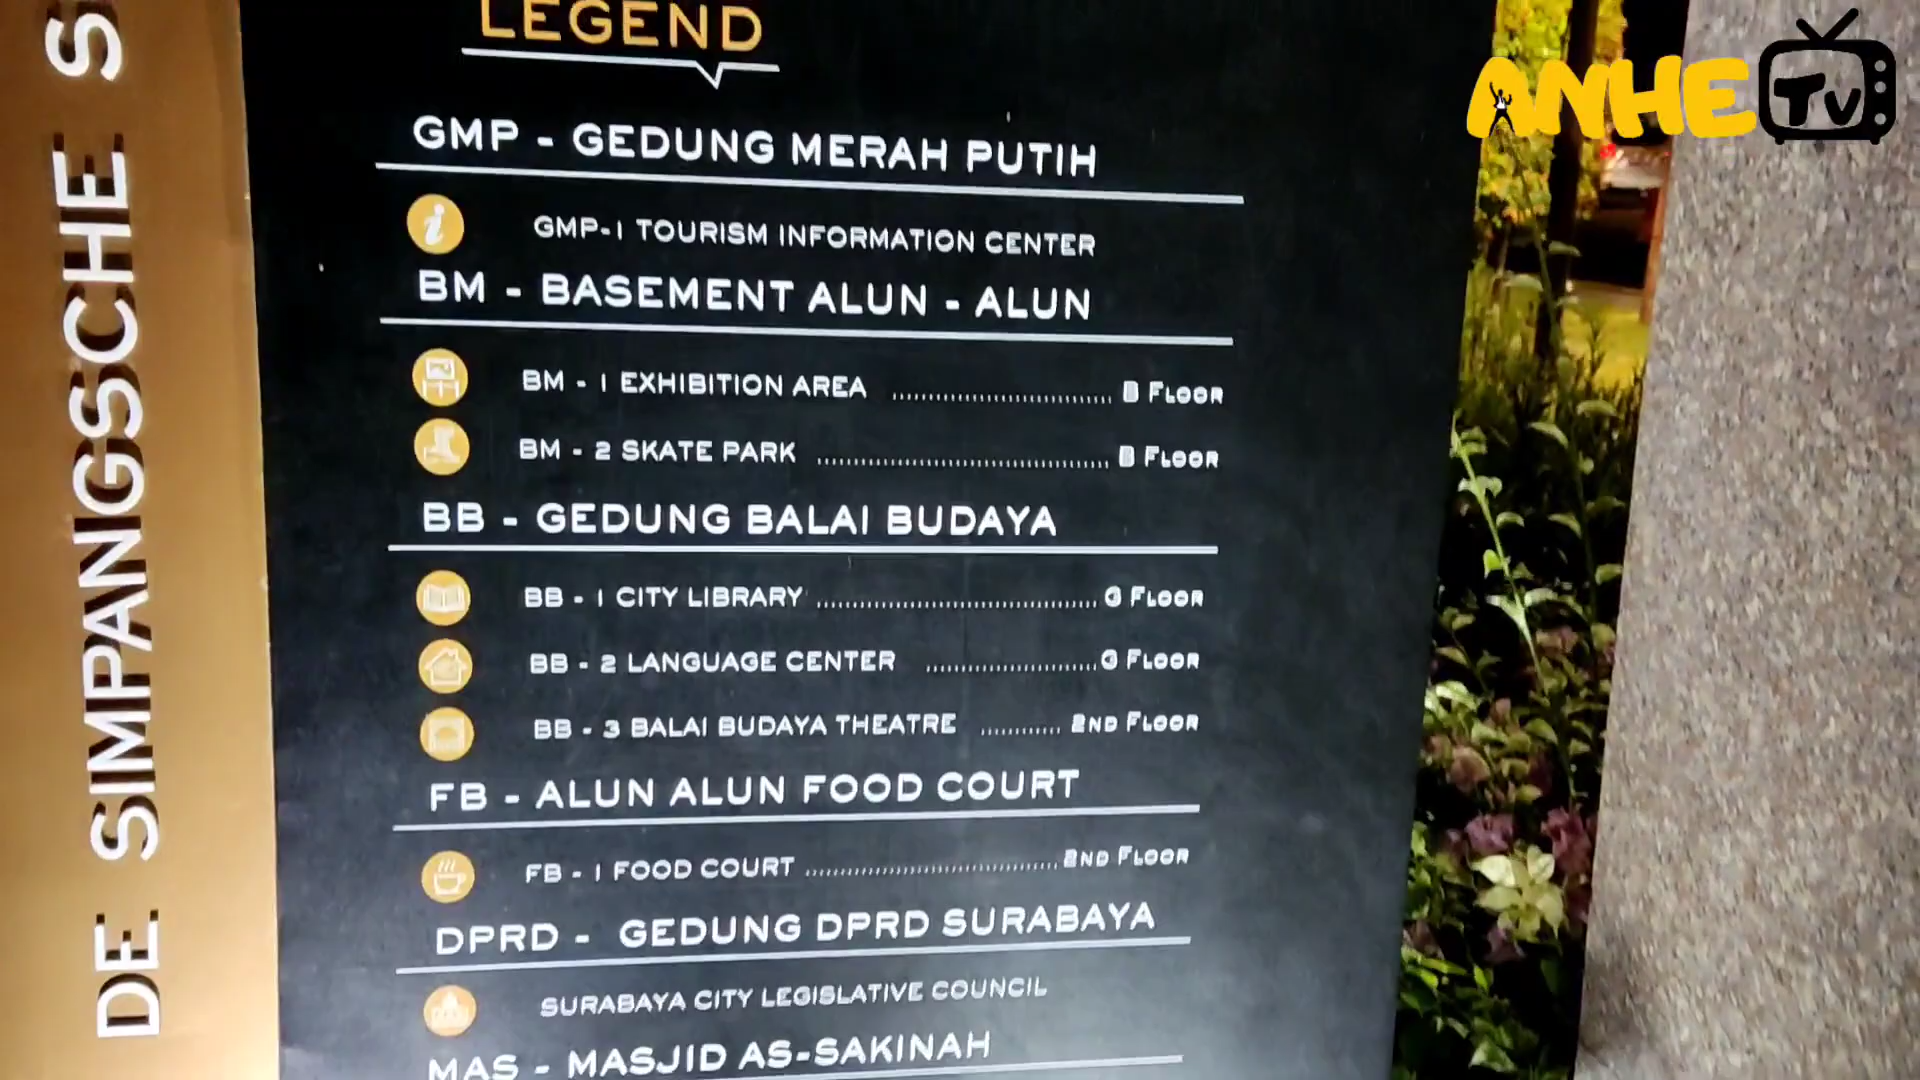 LEGEND
GMP - GEDUNG MERAH PUTIH
GMP-1 TOURISM INFORMATION CENTER
BM - BASEMENT ALUN - ALUN
BM - 1 EXHIBITION AREA .................................. B FLOOR
BM - 2 SKATE PARK .................................. B FLOOR
BB - GEDUNG BALAI BUDAYA
BB - 1 CITY LIBRARY .................................. G FLOOR
BB - 2 LANGUAGE CENTER .......................... G FLOOR
BB - 3 BALAI BUDAYA THEATRE ............ 2ND FLOOR
FB - ALUN ALUN FOOD COURT
FB - 1 FOOD COURT .................................. 2ND FLOOR
DPRD - GEDUNG DPRD SURABAYA
SURABAYA CITY LEGISLATIVE COUNCIL
MAS - MASJID AS-SAKINAH
DE SIMPANGSCHE S
ANHE TV